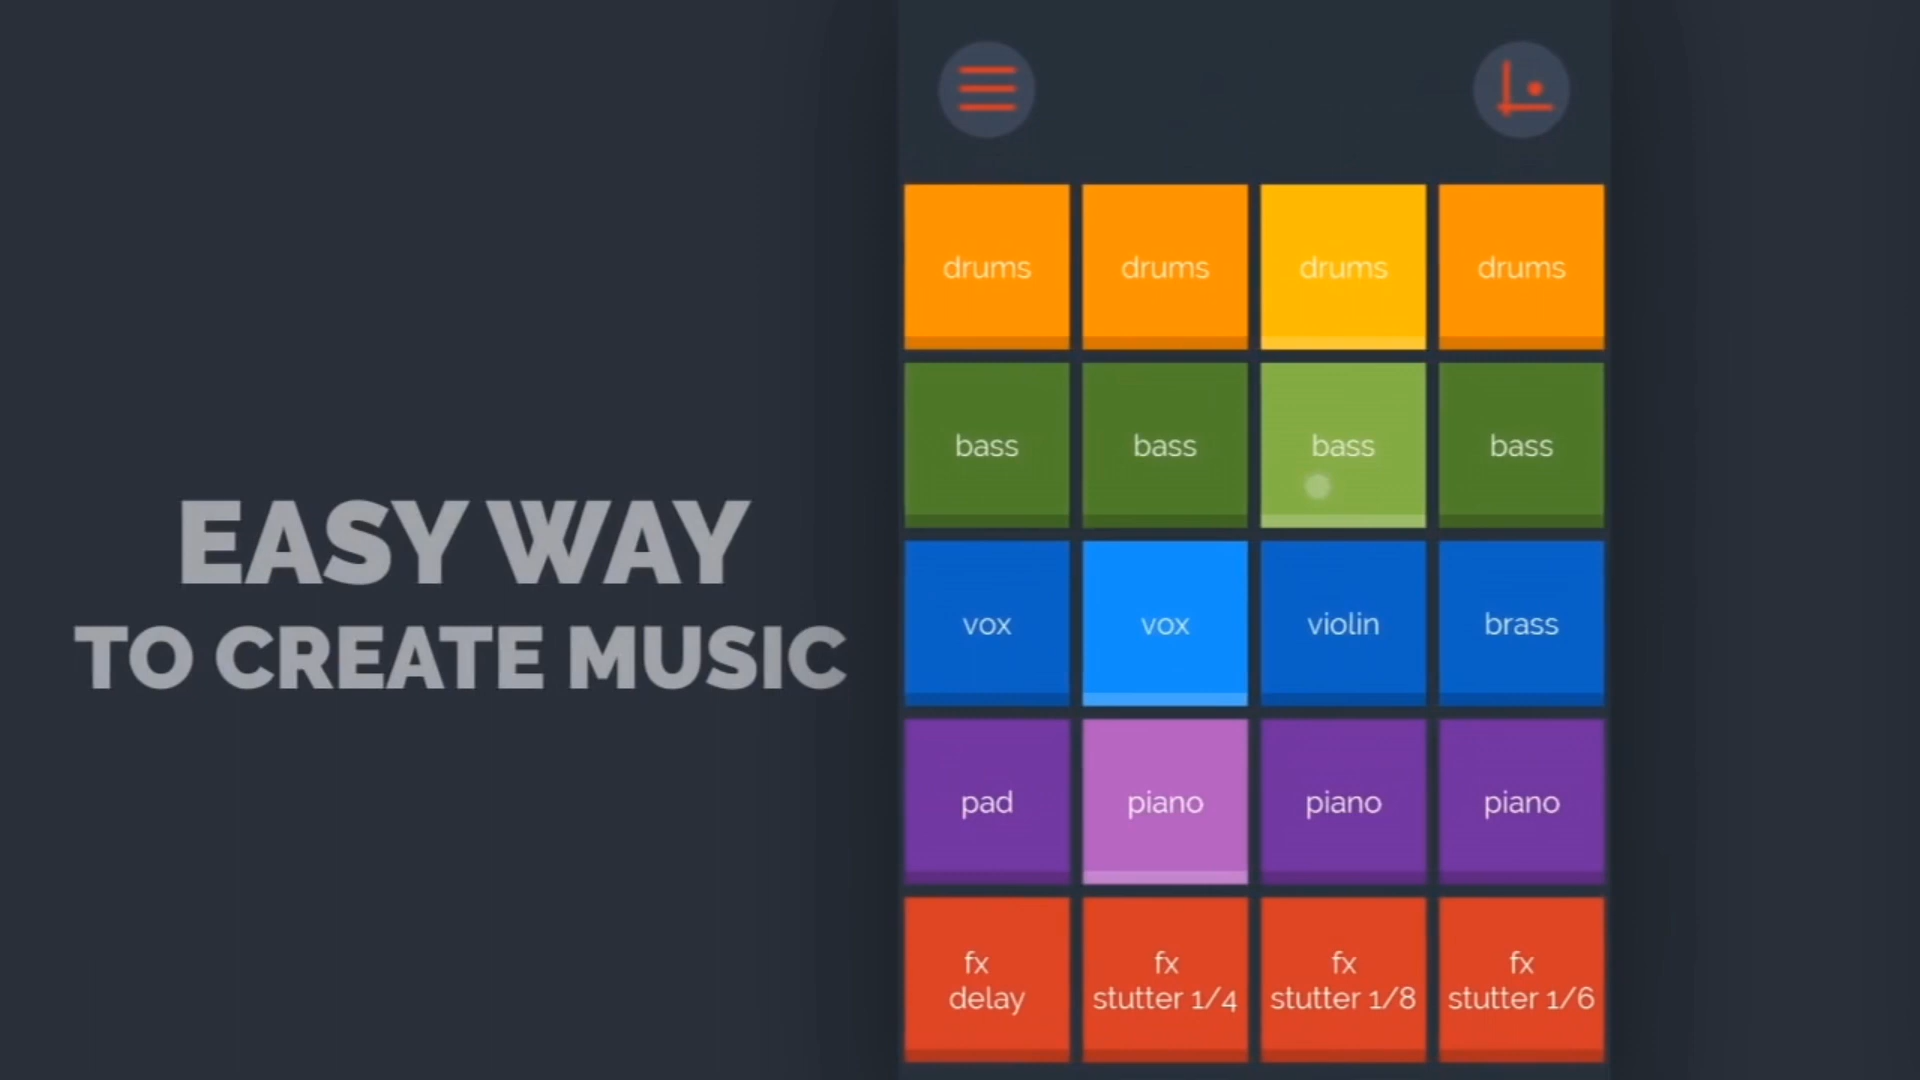 EASY WAY
TO CREATE MUSIC
drums drums drums drums
bass bass bass bass
vox vox violin brass
pad piano piano piano
fx fx fx fx
delay stutter 1/4 stutter 1/8 stutter 1/6